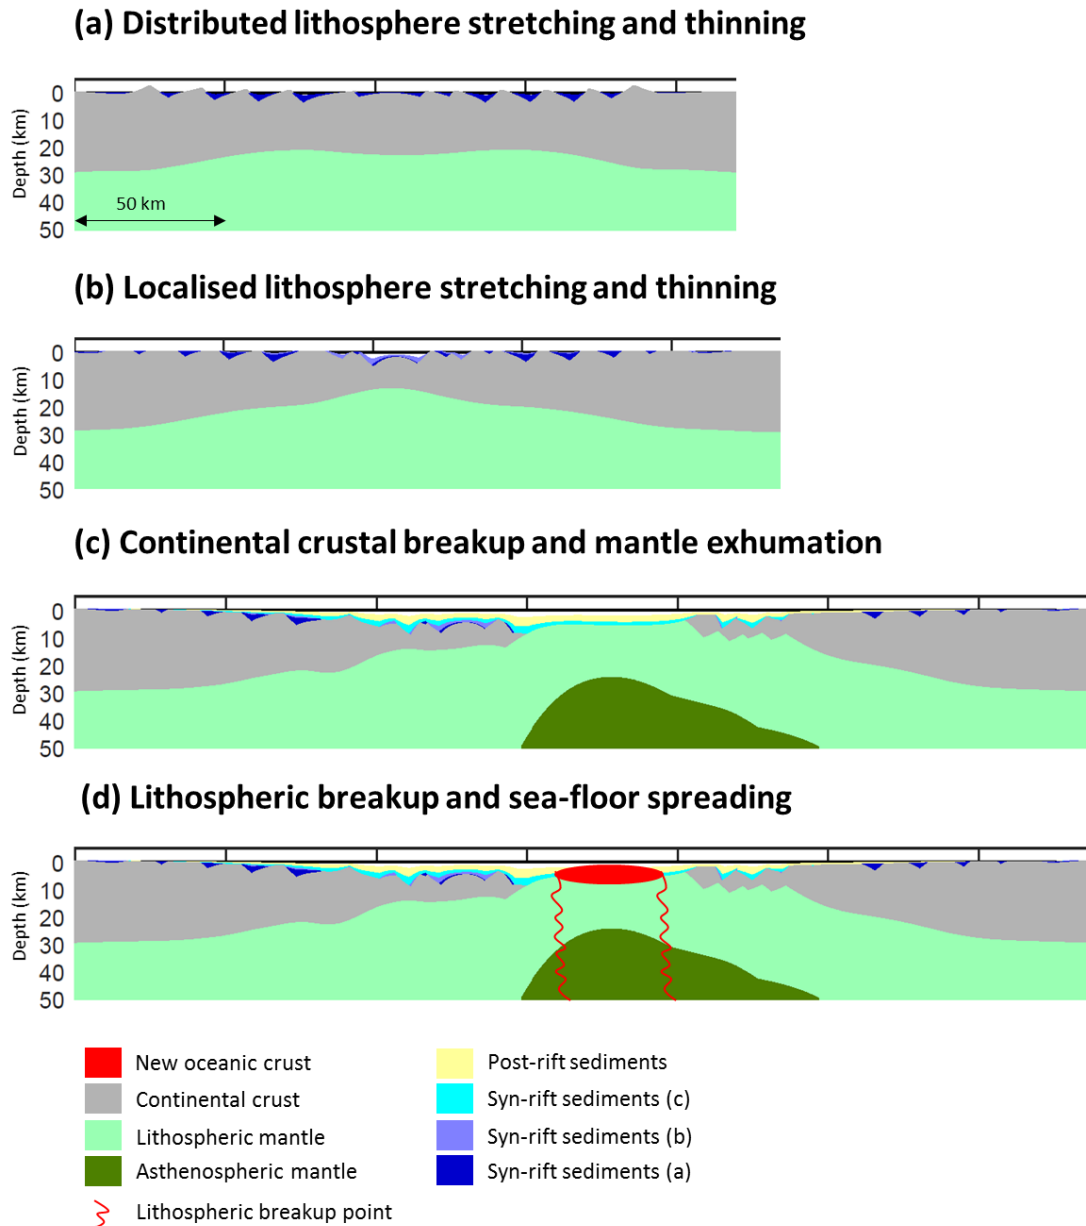 (a) Distributed lithosphere stretching and thinning
Depth (km)
0
10
20
30
40
50
50 km
(b) Localised lithosphere stretching and thinning
Depth (km)
0
10
20
30
40
50
(c) Continental crustal breakup and mantle exhumation
Depth (km)
0
10
20
30
40
50
(d) Lithospheric breakup and sea-floor spreading
Depth (km)
0
10
20
30
40
50
New oceanic crust
Continental crust
Lithospheric mantle
Asthenospheric mantle
Lithospheric breakup point
Post-rift sediments
Syn-rift sediments (c)
Syn-rift sediments (b)
Syn-rift sediments (a)